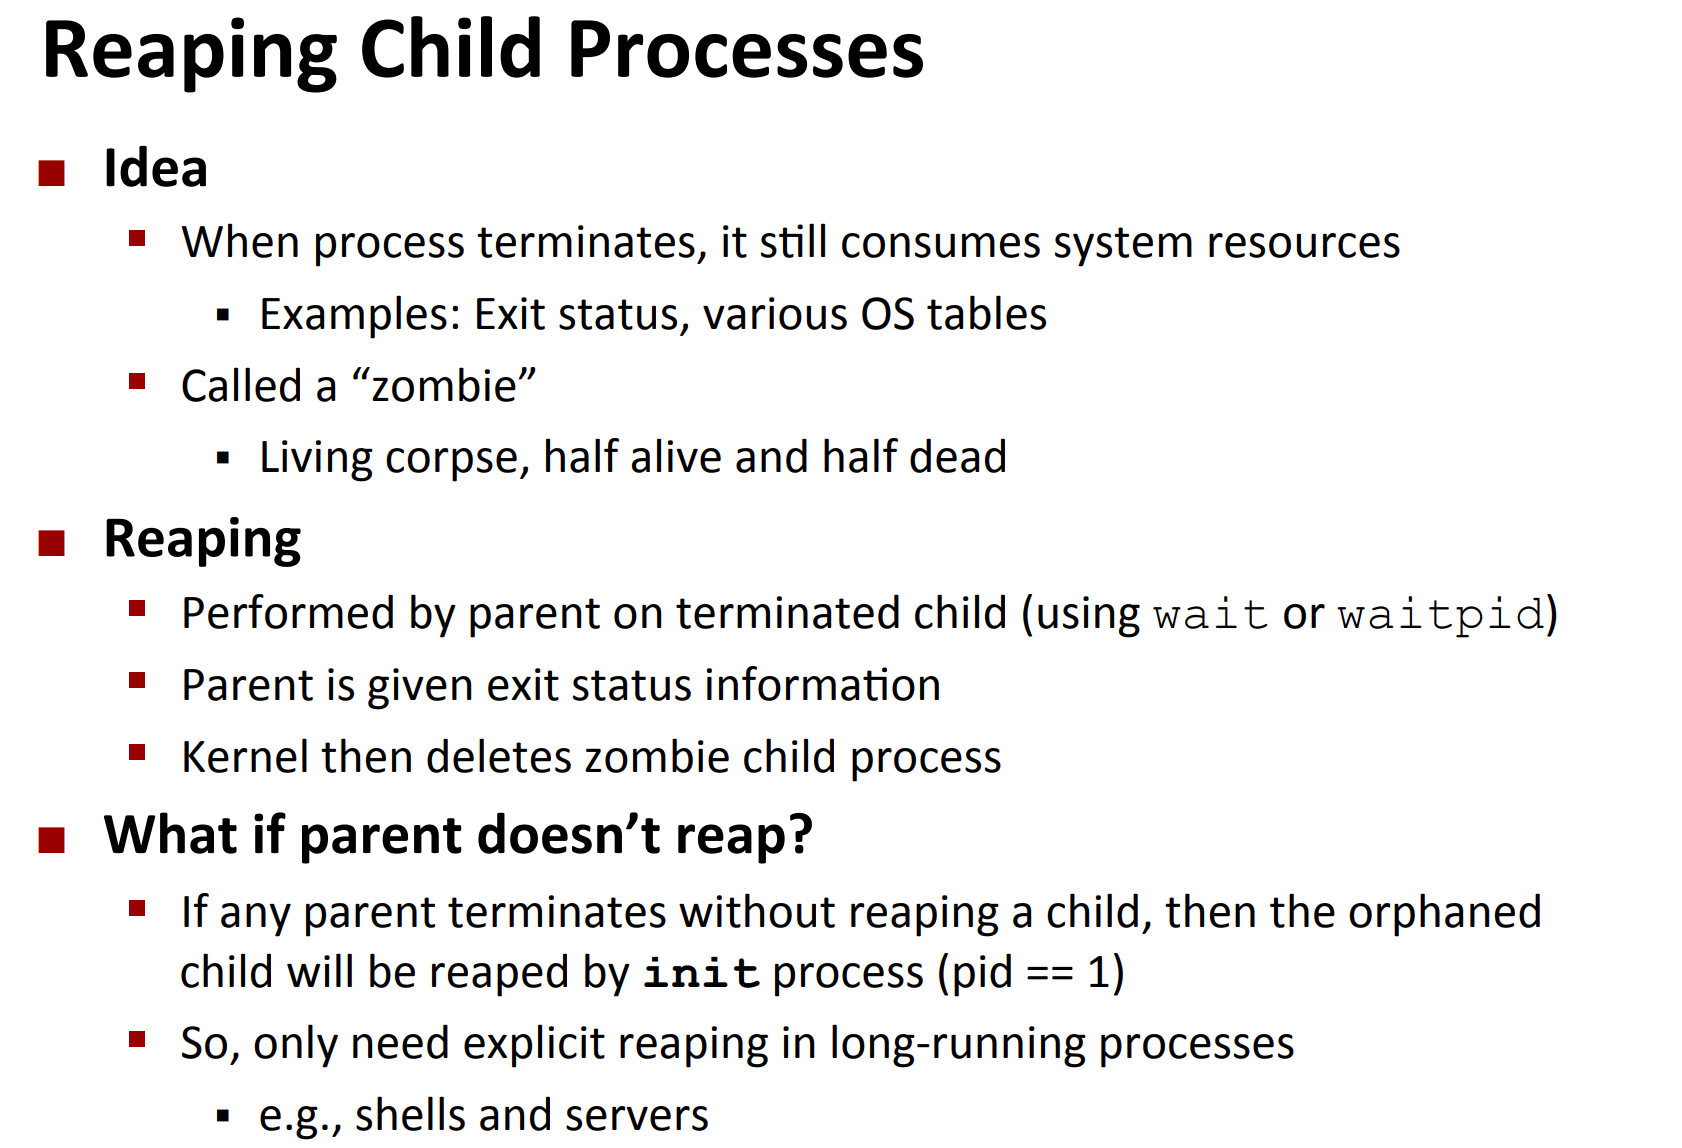 Reaping Child Processes
Idea
When process terminates, it still consumes system resources
Examples: Exit status, various OS tables
Called a “zombie”
Living corpse, half alive and half dead
Reaping
Performed by parent on terminated child (using wait or waitpid)
Parent is given exit status information
Kernel then deletes zombie child process
What if parent doesn’t reap?
If any parent terminates without reaping a child, then the orphaned
child will be reaped by init process (pid == 1)
So, only need explicit reaping in long-running processes
e.g., shells and servers